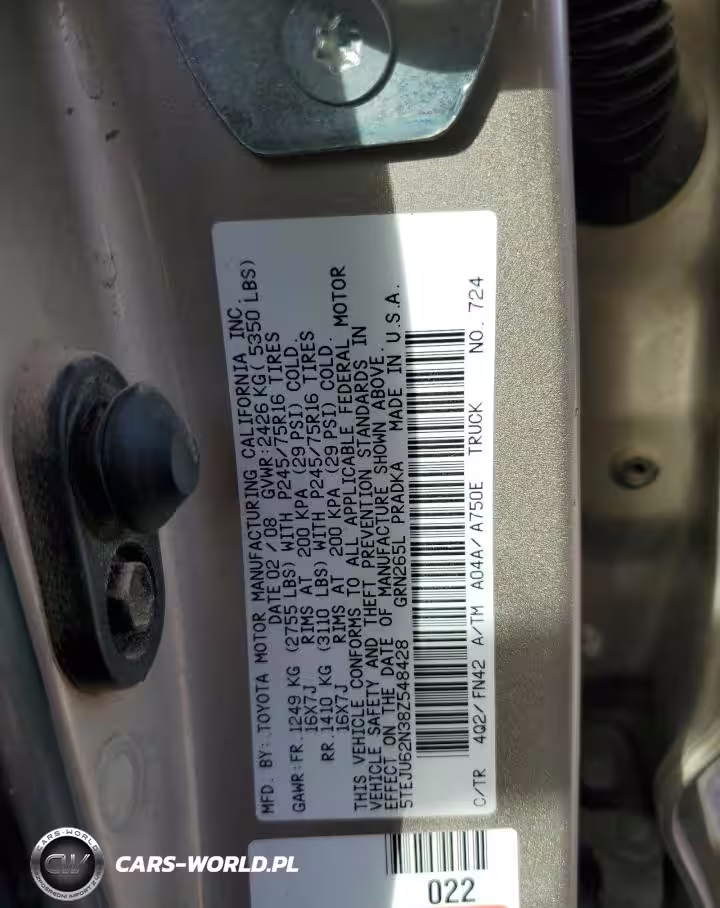 MFD. BY: TOYOTA MOTOR MANUFACTURING CALIFORNIA INC.
DATE 02 / 08 GVWR: 2426 KG ( 5350 LBS)
GAWR: FR. 1249 KG (2755 LBS) WITH P245/75R16 TIRES
16X7J RIMS AT 200 KPA (29 PSI) COLD.
RR. 1410 KG (3110 LBS) WITH P245/75R16 TIRES
16X7J RIMS AT 200 KPA (29 PSI) COLD.
THIS VEHICLE CONFORMS TO ALL APPLICABLE FEDERAL MOTOR
VEHICLE SAFETY AND THEFT PREVENTION STANDARDS IN
EFFECT ON THE DATE OF MANUFACTURE SHOWN ABOVE.
5TEJU62N38Z548428 GRN265L PRADKA MADE IN U.S.A.
C/TR 4Q2/ FN42 A/TM A04A/ A750E TRUCK NO. 724
022
CARS-WORLD
CW
CARS-WORLD.PL